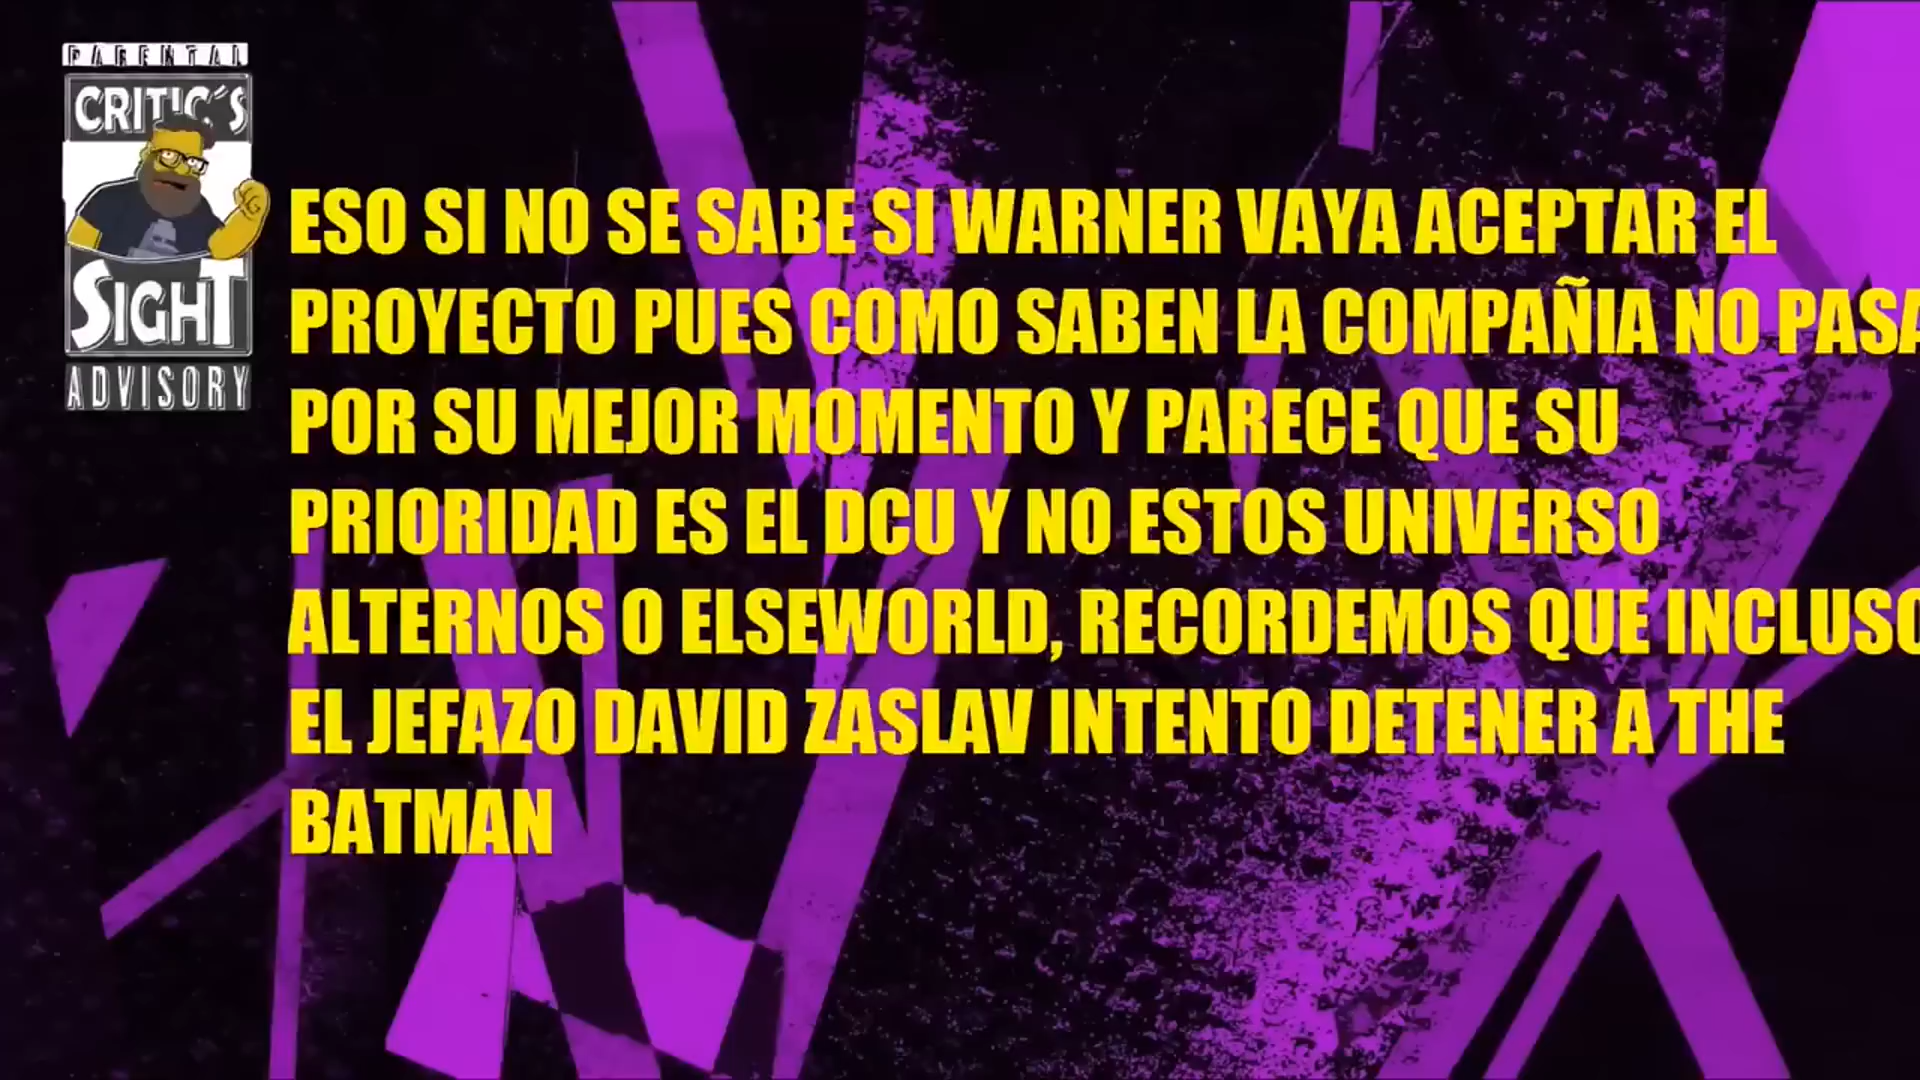 PARENTAL
CRITIC´S
SIGHT
ADVISORY
ESO SI NO SE SABE SI WARNER VAYA ACEPTAR EL
PROYECTO PUES COMO SABEN LA COMPAÑIA NO PASA
POR SU MEJOR MOMENTO Y PARECE QUE SU
PRIORIDAD ES EL DCU Y NO ESTOS UNIVERSO
ALTERNOS O ELSEWORLD, RECORDEMOS QUE INCLUSO
EL JEFAZO DAVID ZASLAV INTENTO DETENER A THE
BATMAN